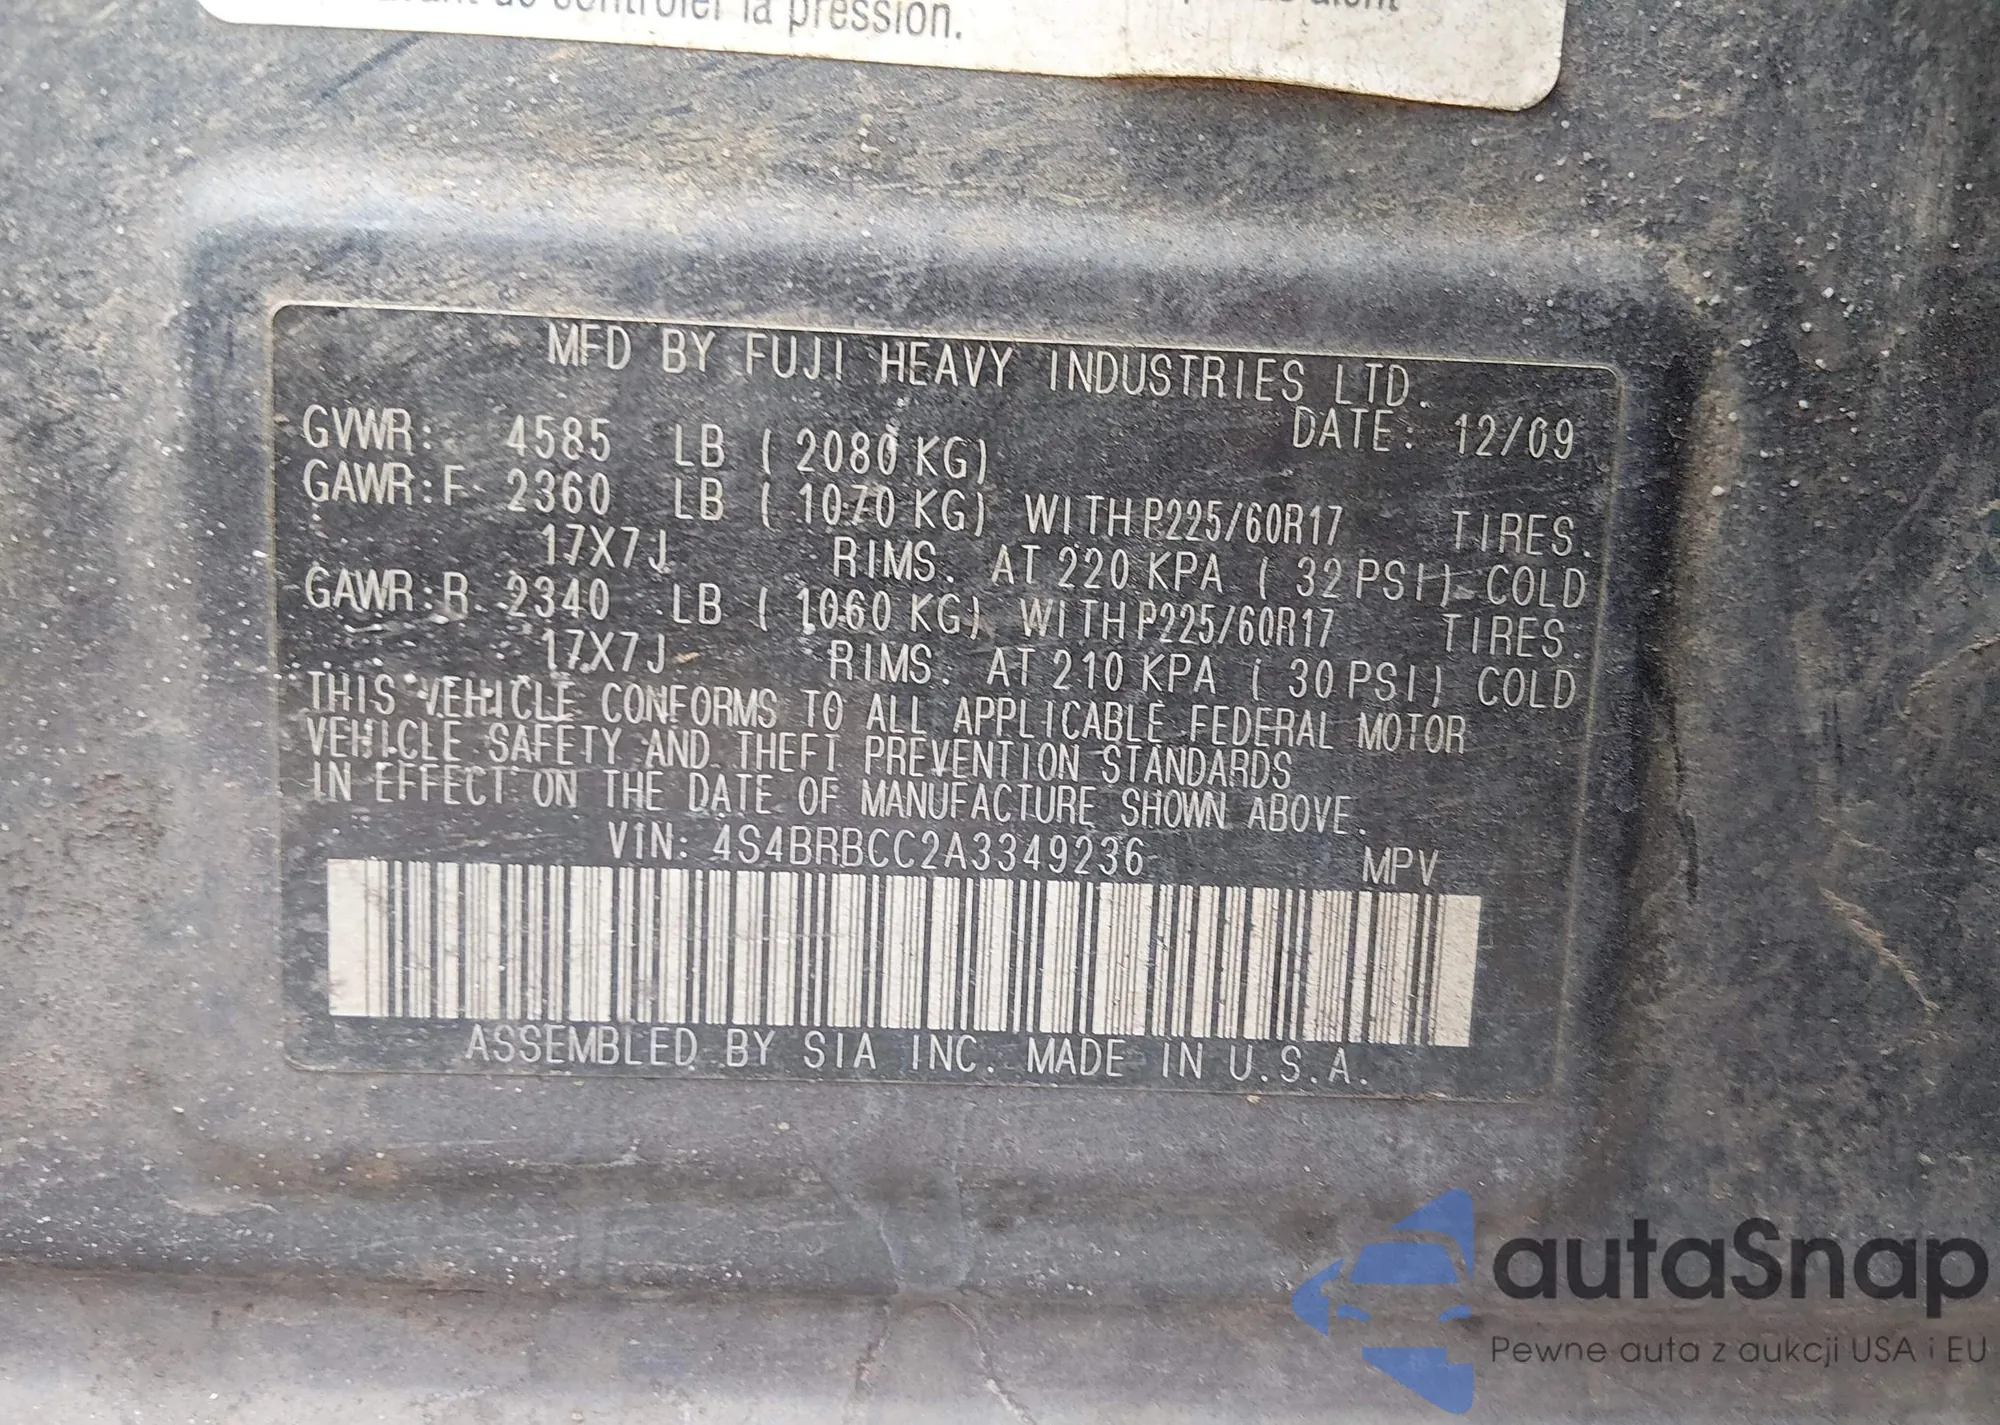 de contrôler la pression.
MFD BY FUJI HEAVY INDUSTRIES LTD.
DATE: 12/09
GVWR: 4585 LB ( 2080 KG)
GAWR: F 2360 LB ( 1070 KG) WITH P225/60R17 TIRES.
17X7J RIMS. AT 220 KPA ( 32 PSI) COLD
GAWR: R 2340 LB ( 1060 KG) WITH P225/60R17 TIRES.
17X7J RIMS. AT 210 KPA ( 30 PSI) COLD
THIS VEHICLE CONFORMS TO ALL APPLICABLE FEDERAL MOTOR
VEHICLE SAFETY AND THEFT PREVENTION STANDARDS
IN EFFECT ON THE DATE OF MANUFACTURE SHOWN ABOVE.
VIN: 4S4BRBCC2A3349236 MPV
ASSEMBLED BY SIA INC. MADE IN U.S.A.
autaSnap
Pewne auta z aukcji USA i EU